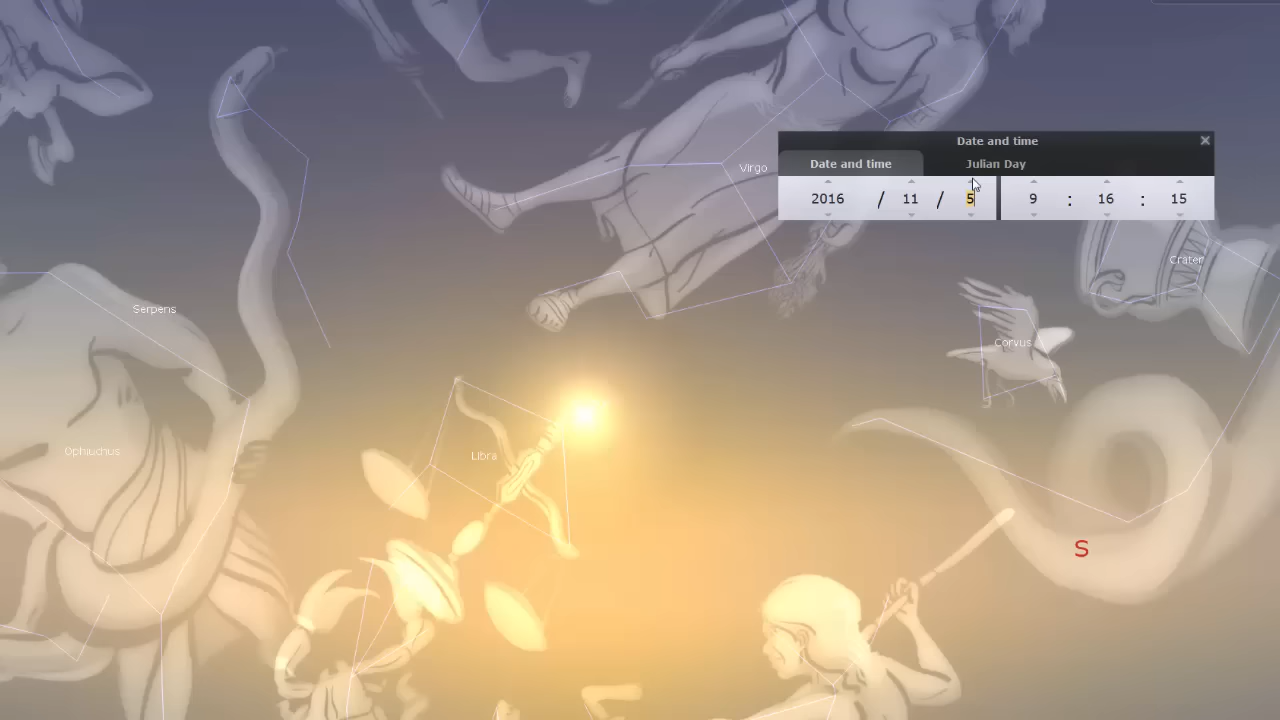 Date and time
Date and time Julian Day
2016 / 11 / 5 9 : 16 : 15
Virgo
Crater
Serpens
Corvus
Ophiuchus
Libra
S